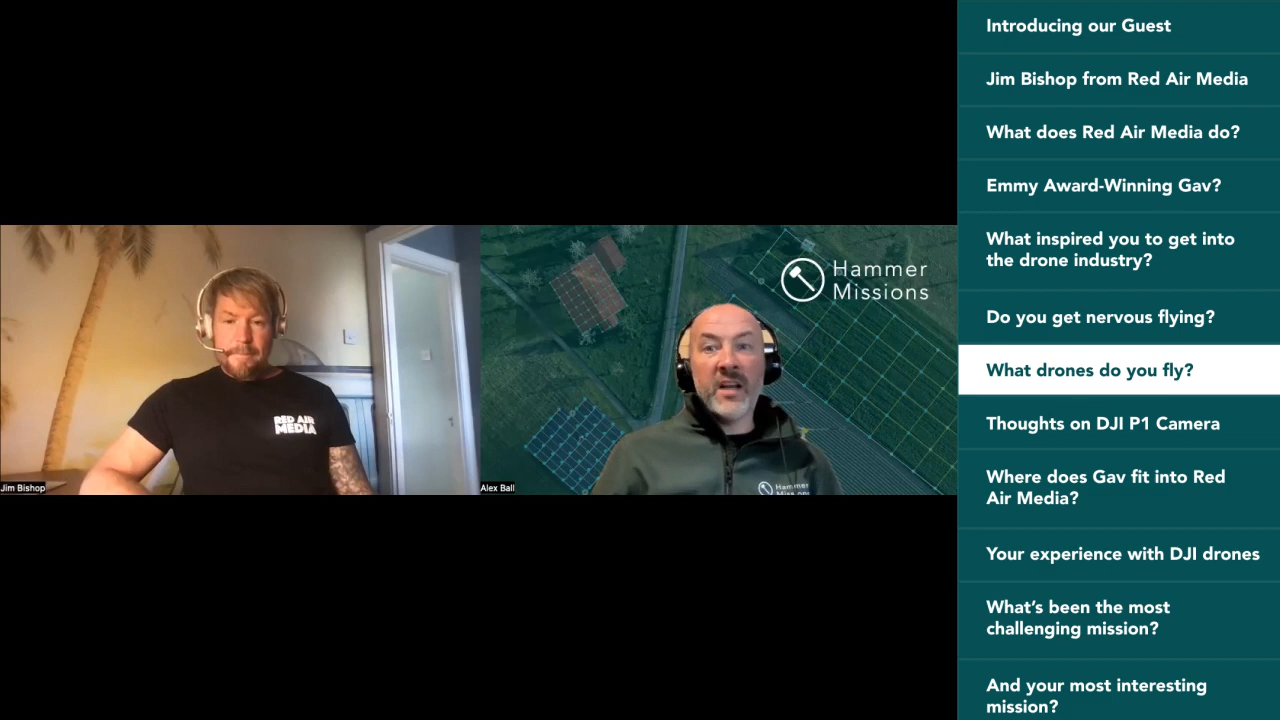 RED AIR
MEDIA
Jim Bishop
Hammer
Missions
Hammer
Missions
Alex Ball
Introducing our Guest
Jim Bishop from Red Air Media
What does Red Air Media do?
Emmy Award-Winning Gav?
What inspired you to get into
the drone industry?
Do you get nervous flying?
What drones do you fly?
Thoughts on DJI P1 Camera
Where does Gav fit into Red
Air Media?
Your experience with DJI drones
What’s been the most
challenging mission?
And your most interesting
mission?